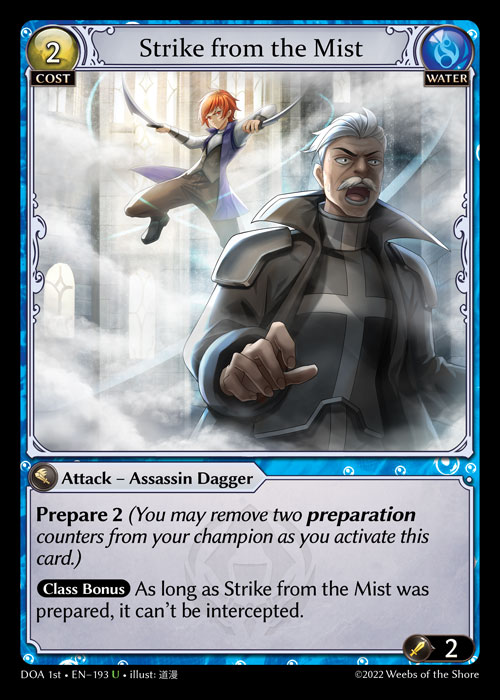 2
COST
Strike from the Mist
WATER
Attack – Assassin Dagger
Prepare 2 (You may remove two preparation
counters from your champion as you activate this
card.)
Class Bonus As long as Strike from the Mist was
prepared, it can't be intercepted.
2
DOA 1st • EN–193 U • illust: 道漫
©2022 Weebs of the Shore